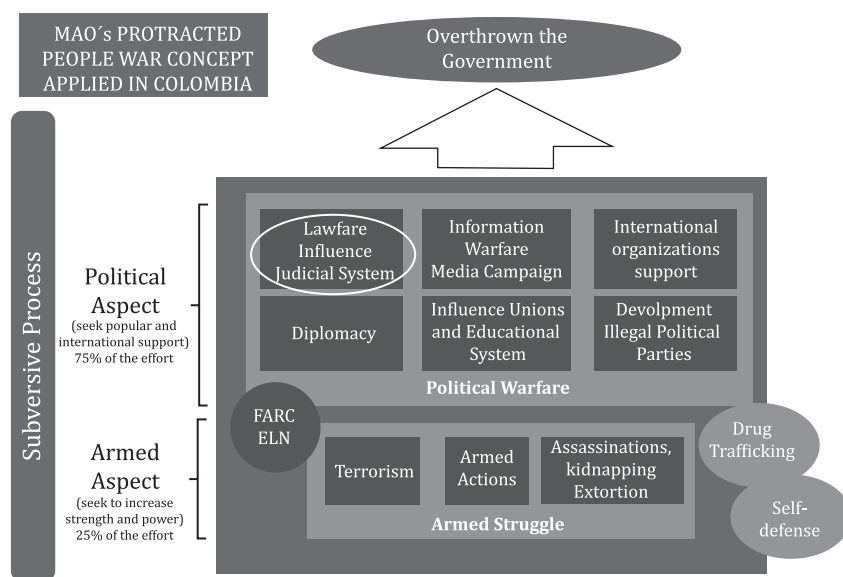 MAO´s PROTRACTED
PEOPLE WAR CONCEPT
APPLIED IN COLOMBIA
Overthrown the
Government
Subversive Process
Political
Aspect
(seek popular and
international support)
75% of the effort
Lawfare
Influence
Judicial System
Information
Warfare
Media Campaign
International
organizations
support
Diplomacy
Influence Unions
and Educational
System
Devolpment
Illegal Political
Parties
Political Warfare
FARC
ELN
Armed
Aspect
(seek to increase
strength and power)
25% of the effort
Terrorism
Armed
Actions
Assassinations,
kidnapping
Extortion
Armed Struggle
Drug
Trafficking
Self-
defense